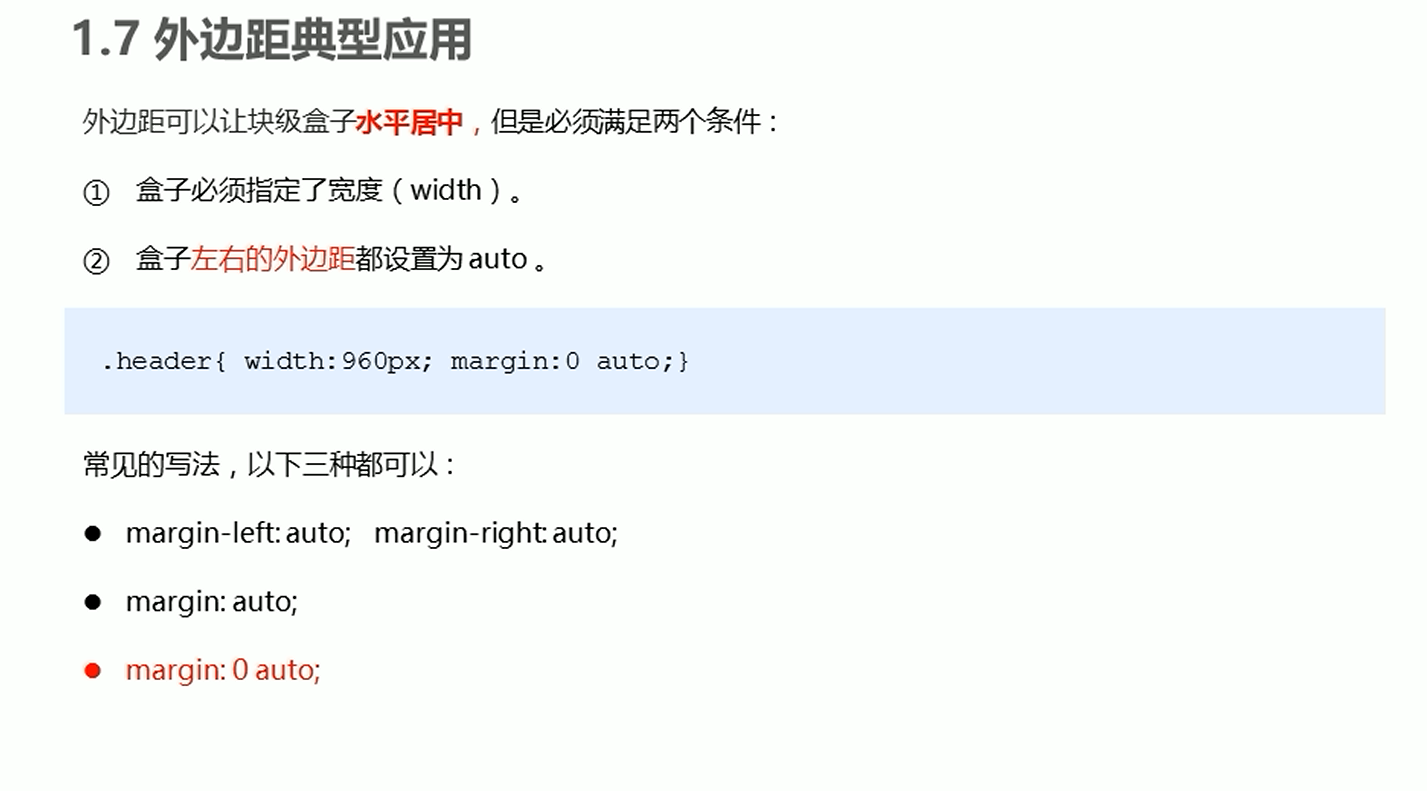 1.7 外边距典型应用
外边距可以让块级盒子水平居中，但是必须满足两个条件：
① 盒子必须指定了宽度（width）。
② 盒子左右的外边距都设置为 auto 。
.header{ width:960px; margin:0 auto;}
常见的写法，以下三种都可以：
● margin-left: auto; margin-right: auto;
● margin: auto;
● margin: 0 auto;